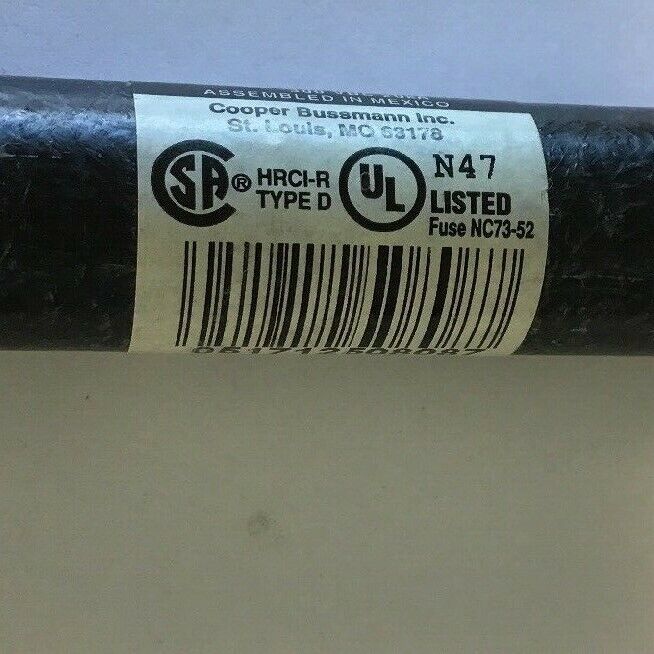 ASSEMBLED IN MEXICO
Cooper Bussmann Inc.
St. Louis, MO 63178
SA® HRCI-R TYPE D
UL N47 LISTED
Fuse NC73-52